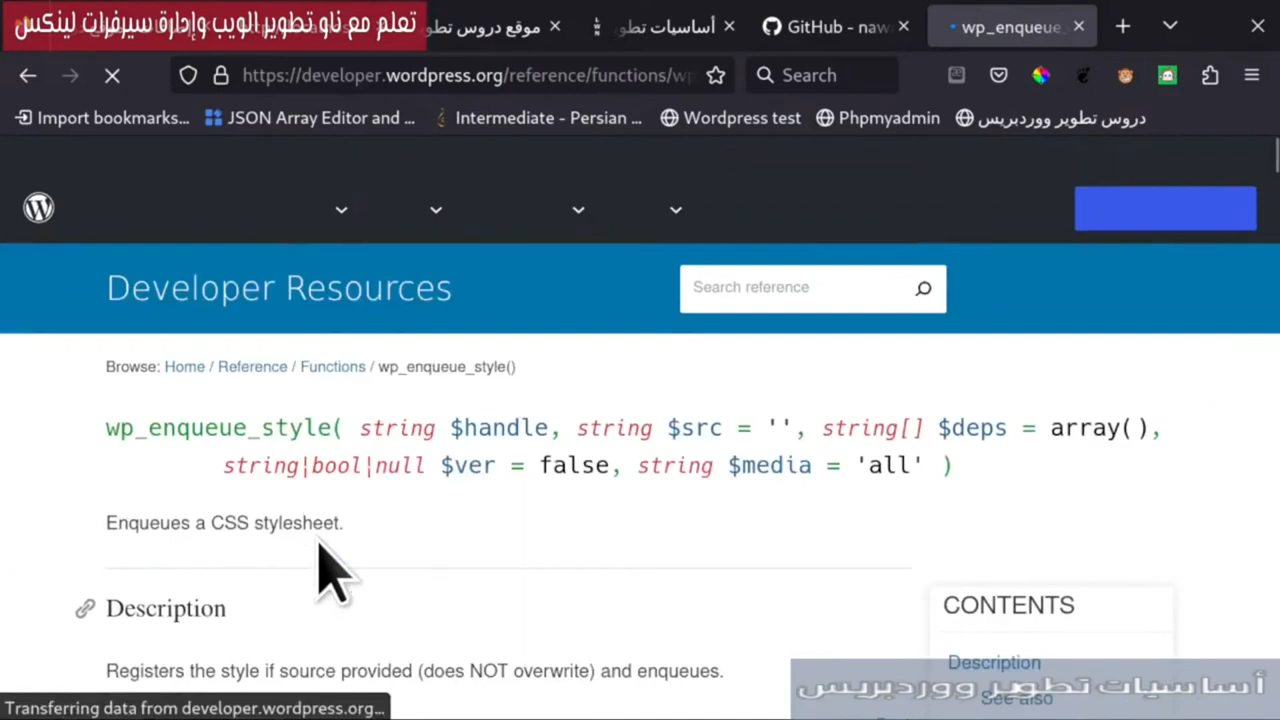 تعلم مع ناو تطوير الويب وإدارة سيرفرات لينكس
موقع دروس تطو
أساسيات تطو
GitHub - naw
wp_enqueue
https://developer.wordpress.org/reference/functions/wp
Search
Import bookmarks...
JSON Array Editor and ...
Intermediate - Persian ...
Wordpress test
Phpmyadmin
دروس تطوير ووردبريس
Developer Resources
Search reference
Browse: Home / Reference / Functions / wp_enqueue_style()
wp_enqueue_style( string $handle, string $src = '', string[] $deps = array(),
string|bool|null $ver = false, string $media = 'all' )
Enqueues a CSS stylesheet.
Description
CONTENTS
Registers the style if source provided (does NOT overwrite) and enqueues.
Description
See also
أساسيات تطوير ووردبريس
Transferring data from developer.wordpress.org...